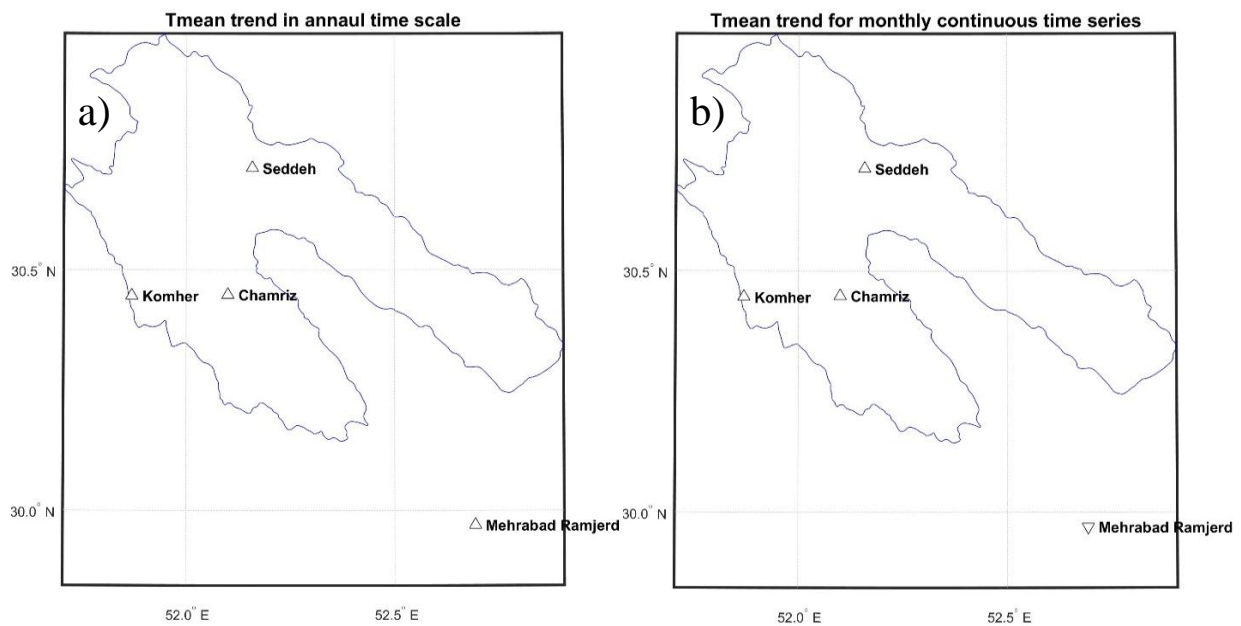 Tmean trend in annaul time scale
a)
Seddeh
30.5° N
Komher
Chamriz
30.0° N
Mehrabad Ramjerd
52.0° E
52.5° E
Tmean trend for monthly continuous time series
b)
Seddeh
30.5° N
Komher
Chamriz
30.0° N
Mehrabad Ramjerd
52.0° E
52.5° E